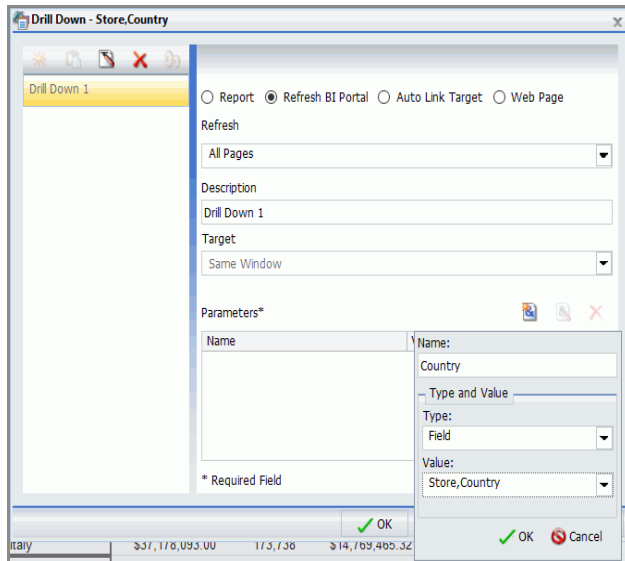 Drill Down - Store,Country
Drill Down 1
Report Refresh BI Portal Auto Link Target Web Page
Refresh
All Pages
Description
Drill Down 1
Target
Same Window
Parameters*
Name
Name:
Country
Type and Value
Type:
Field
Value:
Store,Country
* Required Field
OK
OK Cancel
Italy $37,178,093.00 173,738 $14,769,465.32